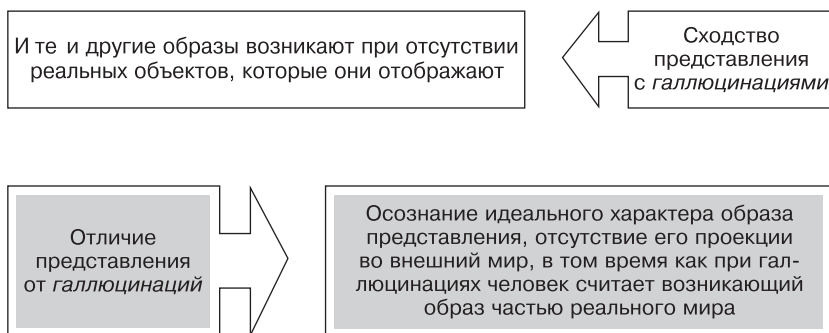 И те и другие образы возникают при отсутствии
реальных объектов, которые они отображают
Сходство
представления
с галлюцинациями
Отличие
представления
от галлюцинаций
Осознание идеального характера образа
представления, отсутствие его проекции
во внешний мир, в том время как при гал-
люцинациях человек считает возникающий
образ частью реального мира